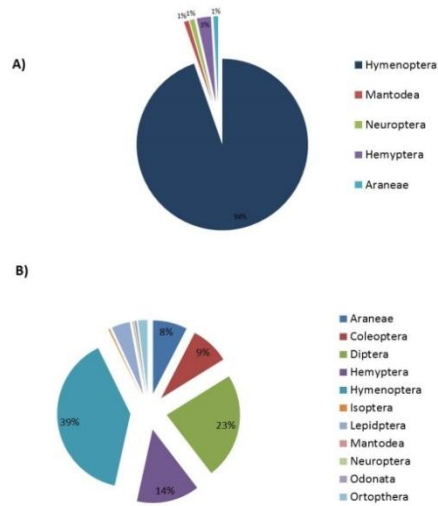 A)
1%
1%
3%
1%
94%
Hymenoptera
Mantodea
Neuroptera
Hemyptera
Araneae
B)
8%
9%
23%
14%
39%
Araneae
Coleoptera
Diptera
Hemyptera
Hymenoptera
Isoptera
Lepidptera
Mantodea
Neuroptera
Odonata
Ortopthera